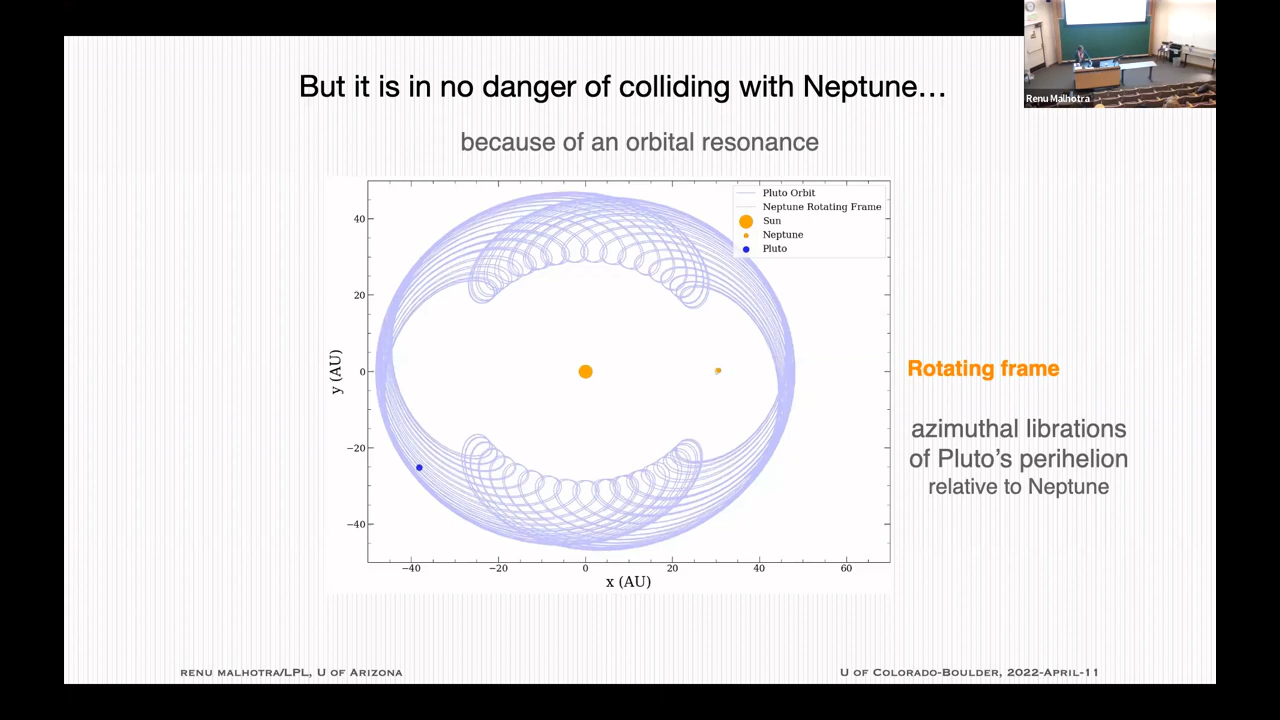 But it is in no danger of colliding with Neptune…
Renu Malhotra
because of an orbital resonance
Pluto Orbit
Neptune Rotating Frame
Sun
Neptune
Pluto
40
20
0
−20
−40
y (AU)
−40
−20
0
20
40
60
x (AU)
Rotating frame
azimuthal librations
of Pluto's perihelion
relative to Neptune
RENU MALHOTRA/LPL, U OF ARIZONA
U OF COLORADO-BOULDER, 2022-APRIL-11